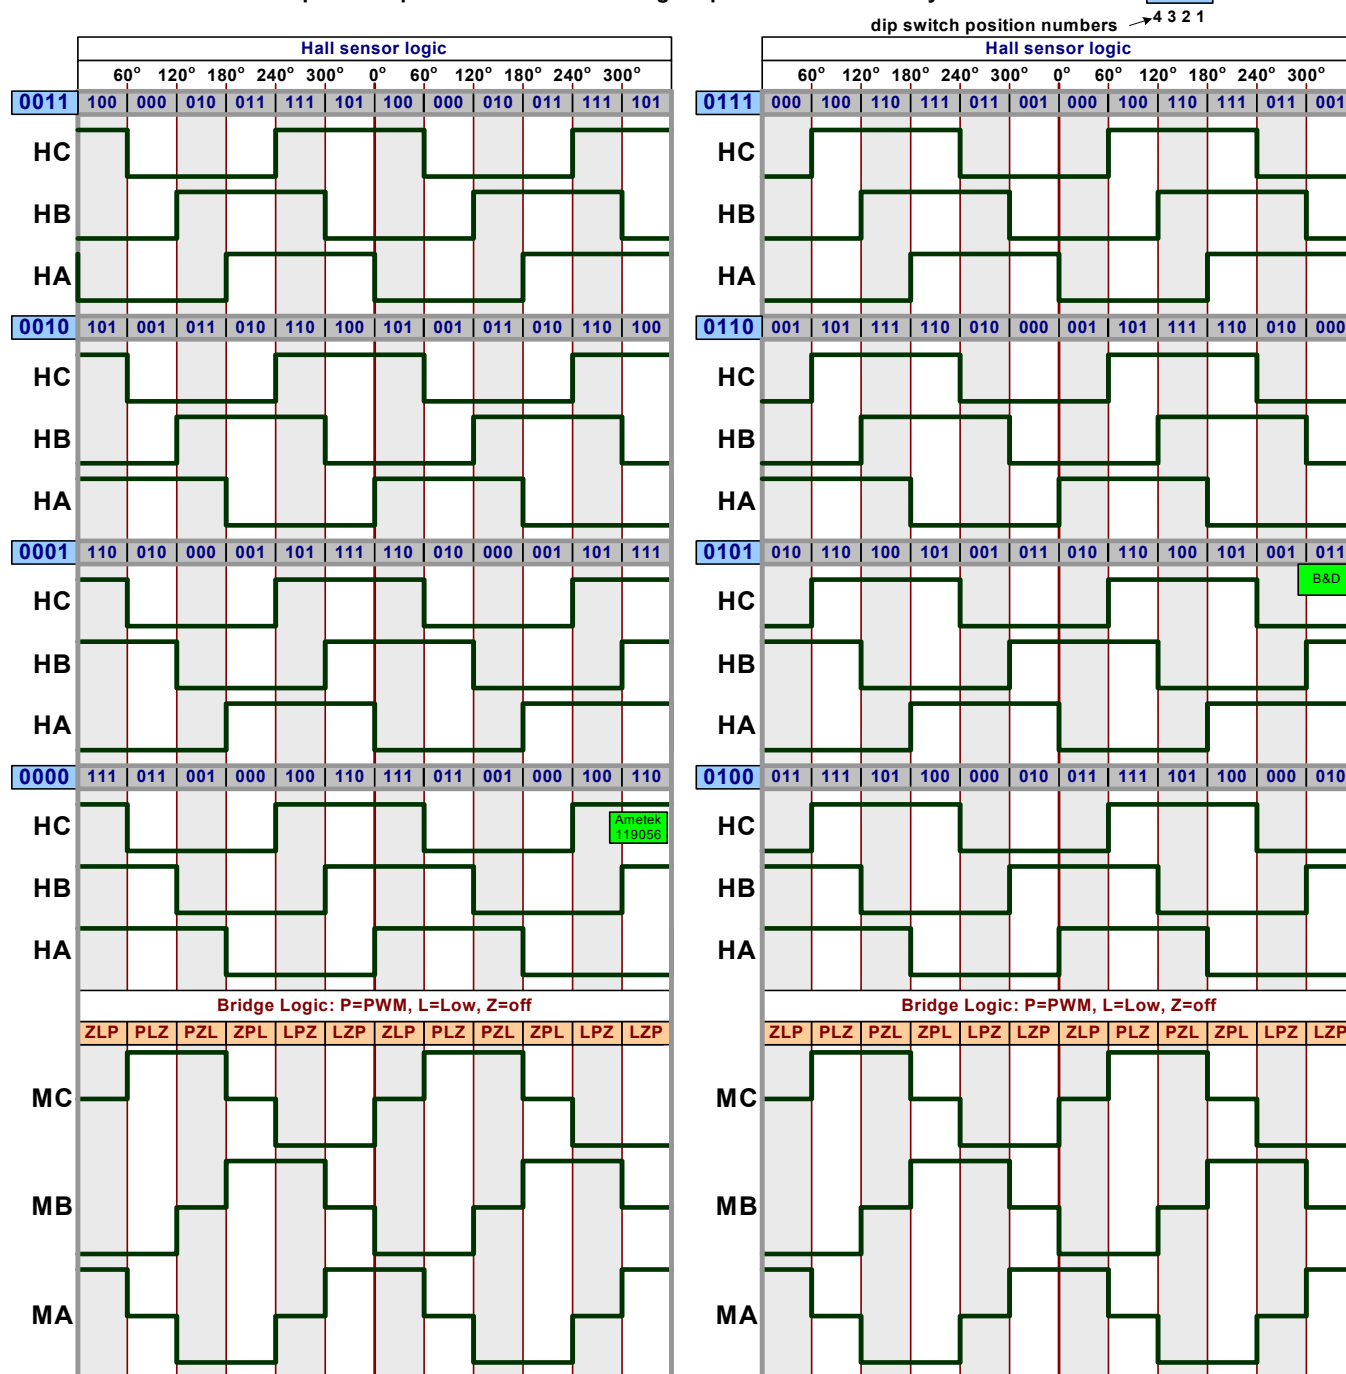 dip switch position numbers 4 3 2 1
Hall sensor logic
60° 120° 180° 240° 300° 0° 60° 120° 180° 240° 300°
0011 100 000 010 011 111 101 100 000 010 011 111 101
HC
HB
HA
0010 101 001 011 010 110 100 101 001 011 010 110 100
HC
HB
HA
0001 110 010 000 001 101 111 110 010 000 001 101 111
HC
HB
HA
0000 111 011 001 000 100 110 111 011 001 000 100 110
HC
Ametek
119056
HB
HA
Bridge Logic: P=PWM, L=Low, Z=off
ZLP PLZ PZL ZPL LPZ LZP ZLP PLZ PZL ZPL LPZ LZP
MC
MB
MA
Hall sensor logic
60° 120° 180° 240° 300° 0° 60° 120° 180° 240° 300°
0111 000 100 110 111 011 001 000 100 110 111 011 001
HC
HB
HA
0110 001 101 111 110 010 000 001 101 111 110 010 000
HC
HB
HA
0101 010 110 100 101 001 011 010 110 100 101 001 011
B&D
HC
HB
HA
0100 011 111 101 100 000 010 011 111 101 100 000 010
HC
HB
HA
Bridge Logic: P=PWM, L=Low, Z=off
ZLP PLZ PZL ZPL LPZ LZP ZLP PLZ PZL ZPL LPZ LZP
MC
MB
MA